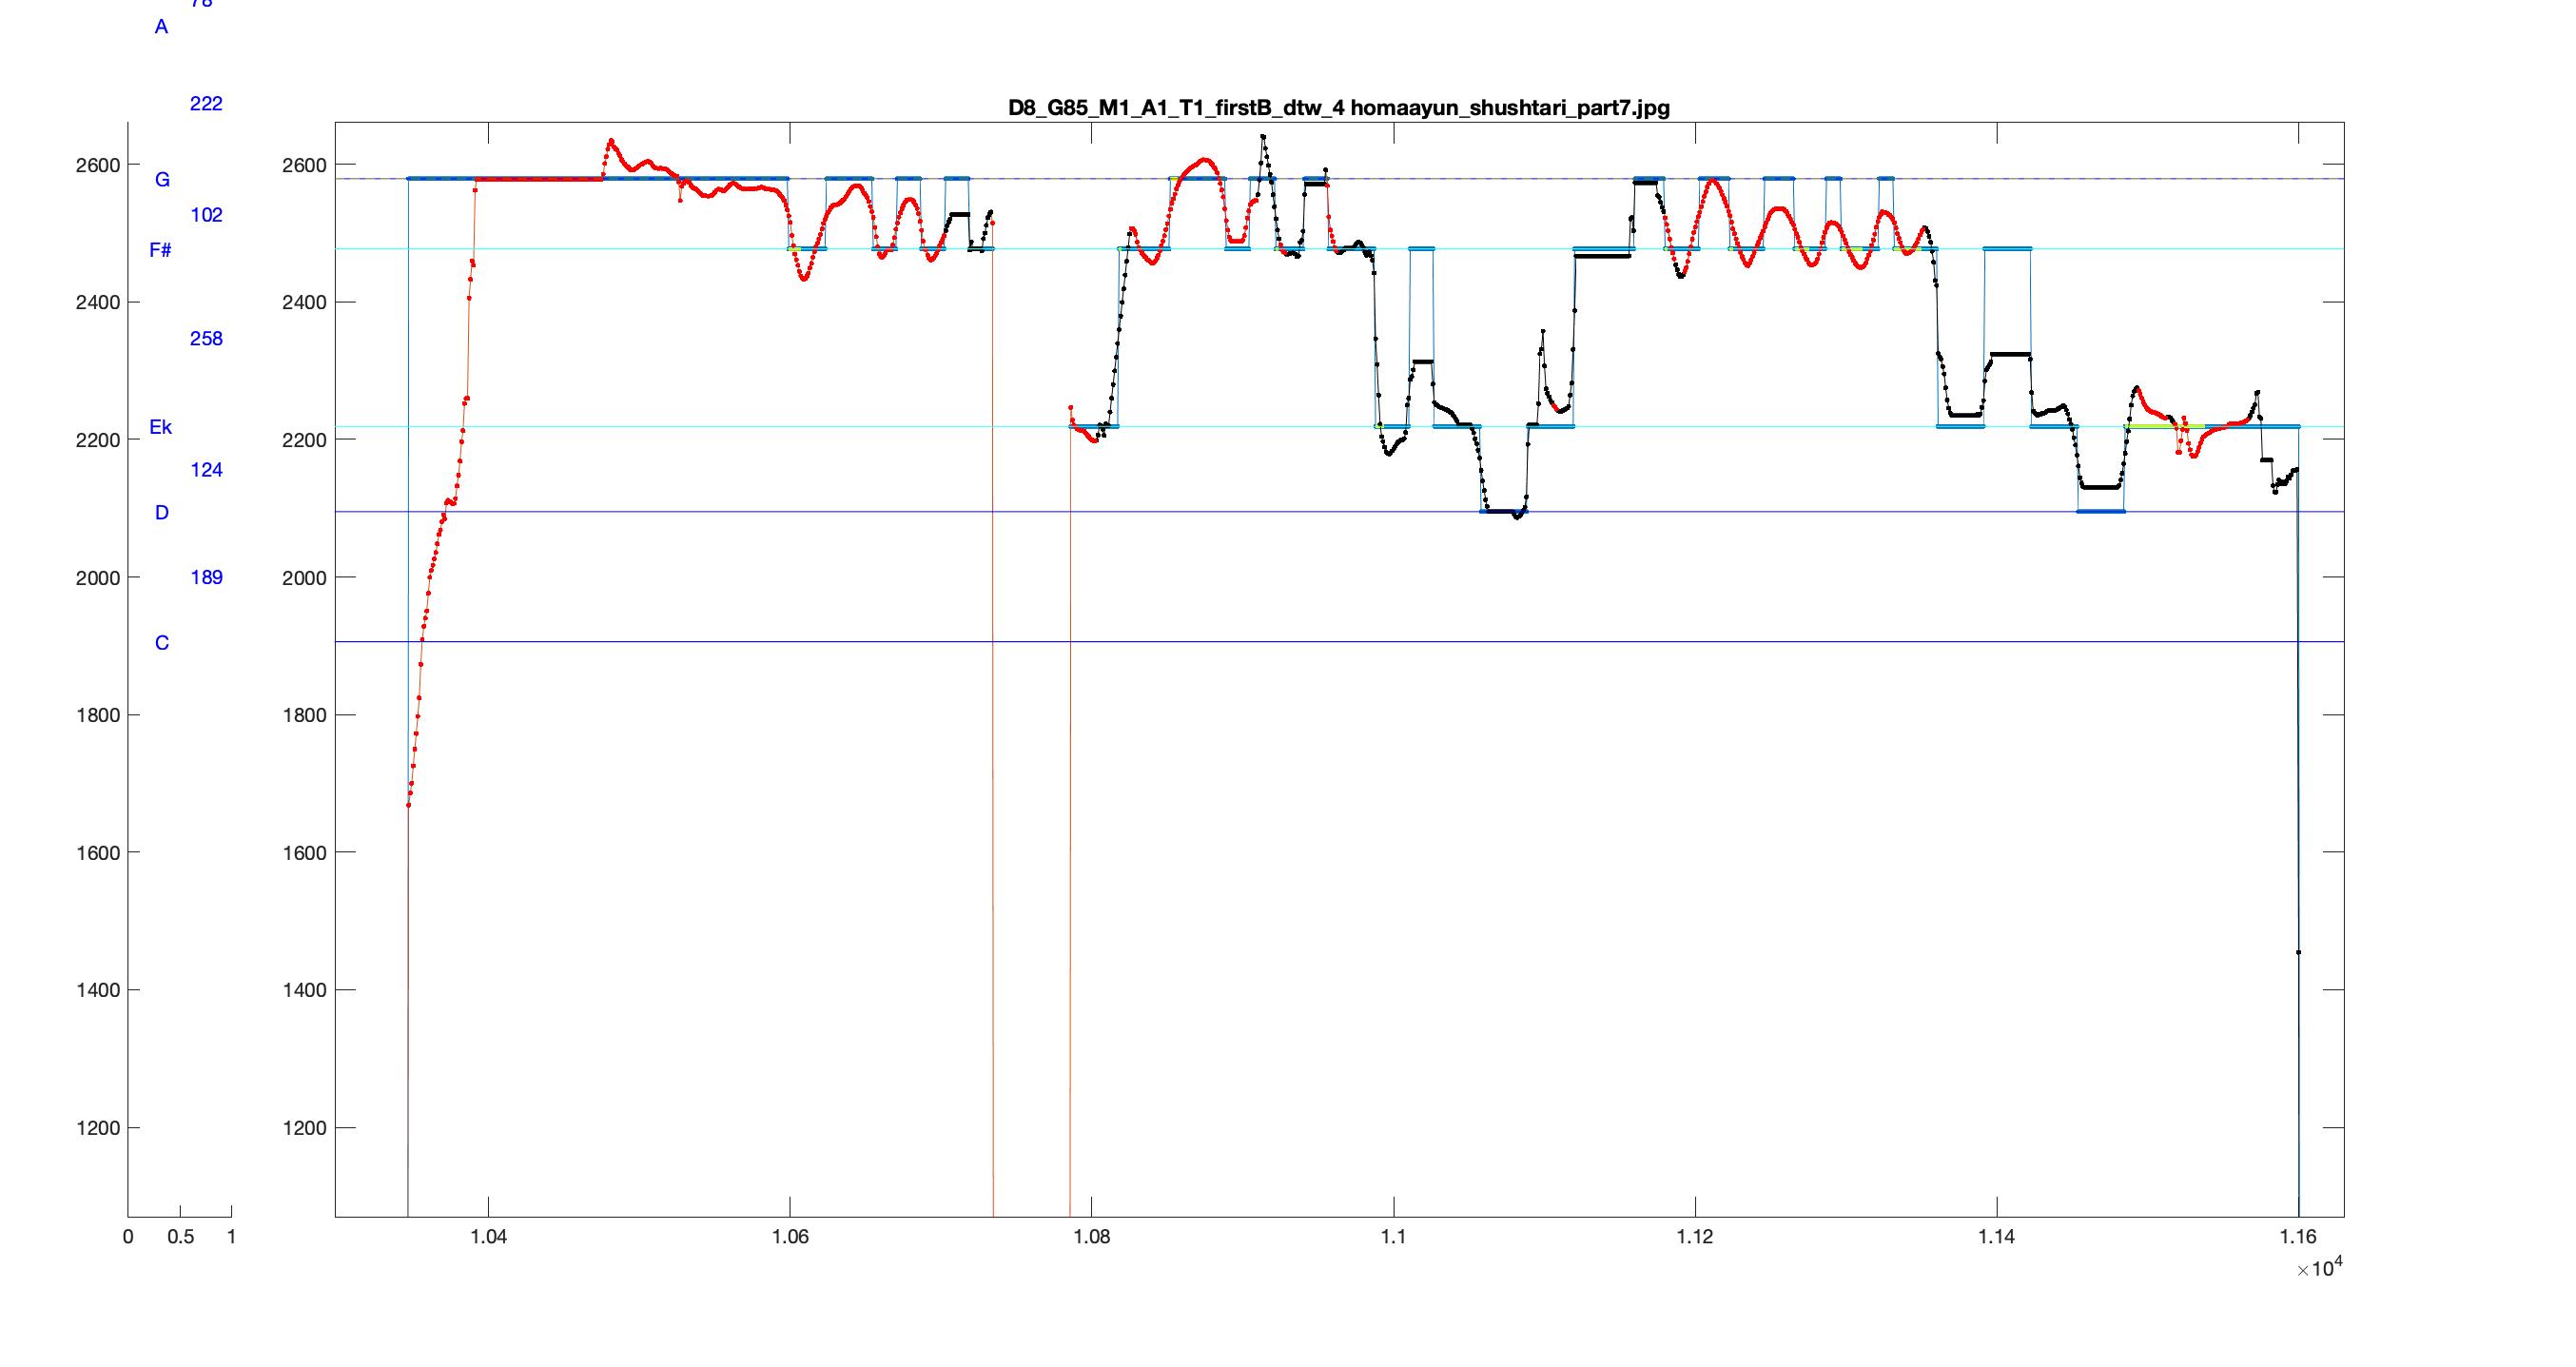 78
A
222
D8_G85_M1_A1_T1_firstB_dtw_4 homaayun_shushtari_part7.jpg
2600 2600
G
102
F#
2400 2400
258
Ek
2200 2200
124
D
2000 189 2000
C
1800 1800
1600 1600
1400 1400
1200 1200
0 0.5 1 1.04 1.06 1.08 1.1 1.12 1.14 1.16
×10^4